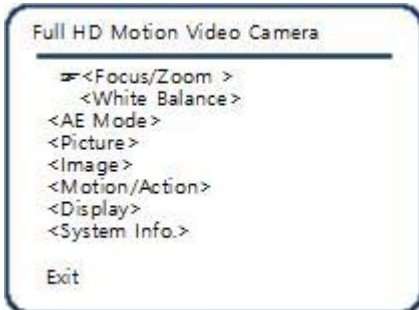 Full HD Motion Video Camera
☞<Focus/Zoom >
<White Balance>
<AE Mode>
<Picture>
<Image>
<Motion/Action>
<Display>
<System Info.>
Exit